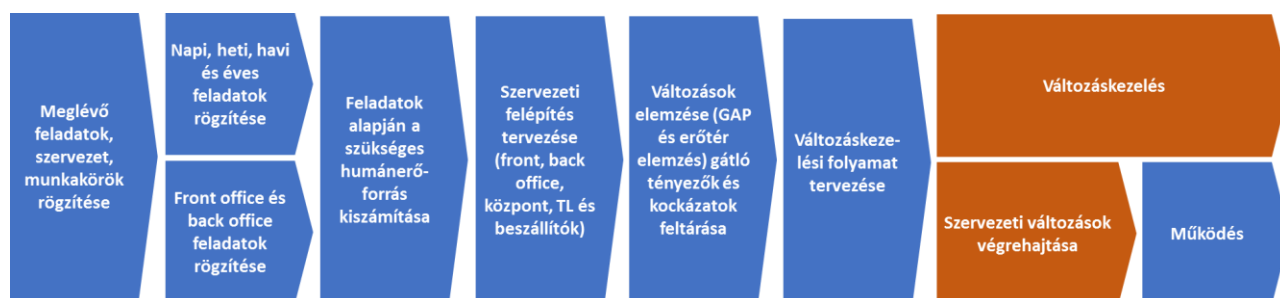 Meglévő
feladatok,
szervezet,
munkakörök
rögzítése
Napi, heti, havi
és éves
feladatok
rögzítése
Front office és
back office
feladatok
rögzítése
Feladatok
alapján a
szükséges
humánerő-
forrás
kiszámítása
Szervezeti
felépítés
tervezése
(front, back
office,
központ, TL és
beszállítók)
Változások
elemzése (GAP
és erőtér
elemzés) gátló
tényezők és
kockázatok
feltárása
Változáskeze-
lési folyamat
tervezése
Változáskezelés
Szervezeti változások
végrehajtása
Működés